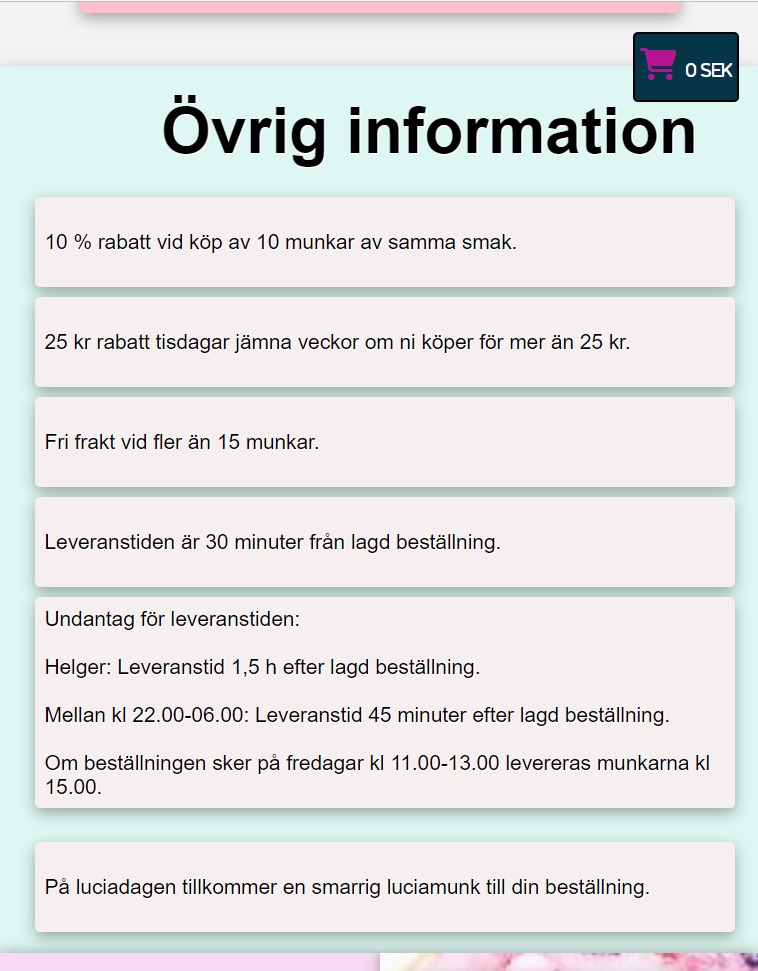 0 SEK
Övrig information
10 % rabatt vid köp av 10 munkar av samma smak.
25 kr rabatt tisdagar jämna veckor om ni köper för mer än 25 kr.
Fri frakt vid fler än 15 munkar.
Leveranstiden är 30 minuter från lagd beställning.
Undantag för leveranstiden:
Helger: Leveranstid 1,5 h efter lagd beställning.
Mellan kl 22.00-06.00: Leveranstid 45 minuter efter lagd beställning.
Om beställningen sker på fredagar kl 11.00-13.00 levereras munkarna kl
15.00.
På luciadagen tillkommer en smarrig luciamunk till din beställning.